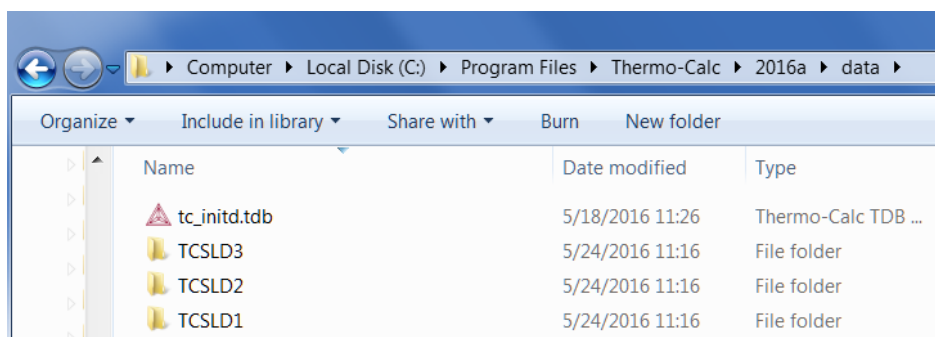 Computer Local Disk (C:) Program Files Thermo-Calc 2016a data
Organize Include in library Share with Burn New folder
Name Date modified Type
tc_initd.tdb 5/18/2016 11:26 Thermo-Calc TDB ...
TCSLD3 5/24/2016 11:16 File folder
TCSLD2 5/24/2016 11:16 File folder
TCSLD1 5/24/2016 11:16 File folder